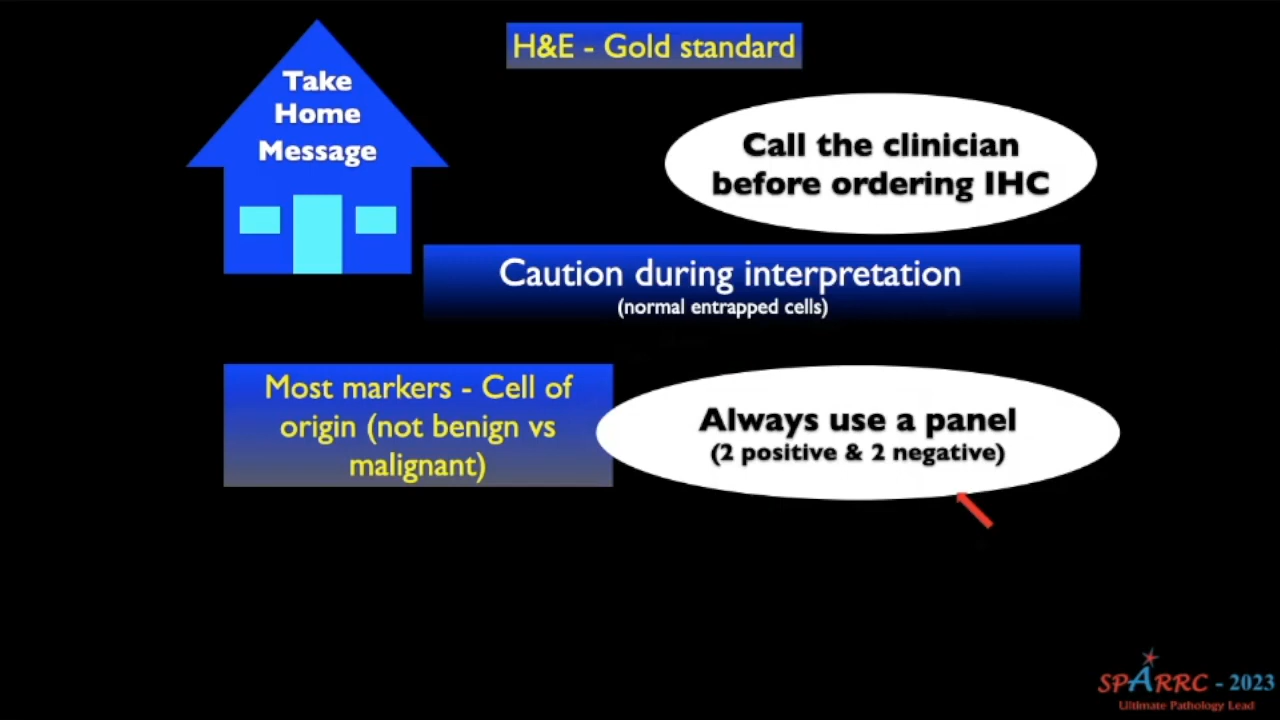 Take
Home
Message
H&E - Gold standard
Call the clinician
before ordering IHC
Caution during interpretation
(normal entrapped cells)
Most markers - Cell of
origin (not benign vs
malignant)
Always use a panel
(2 positive & 2 negative)
SPARRC - 2023
Ultimate Pathology Lead